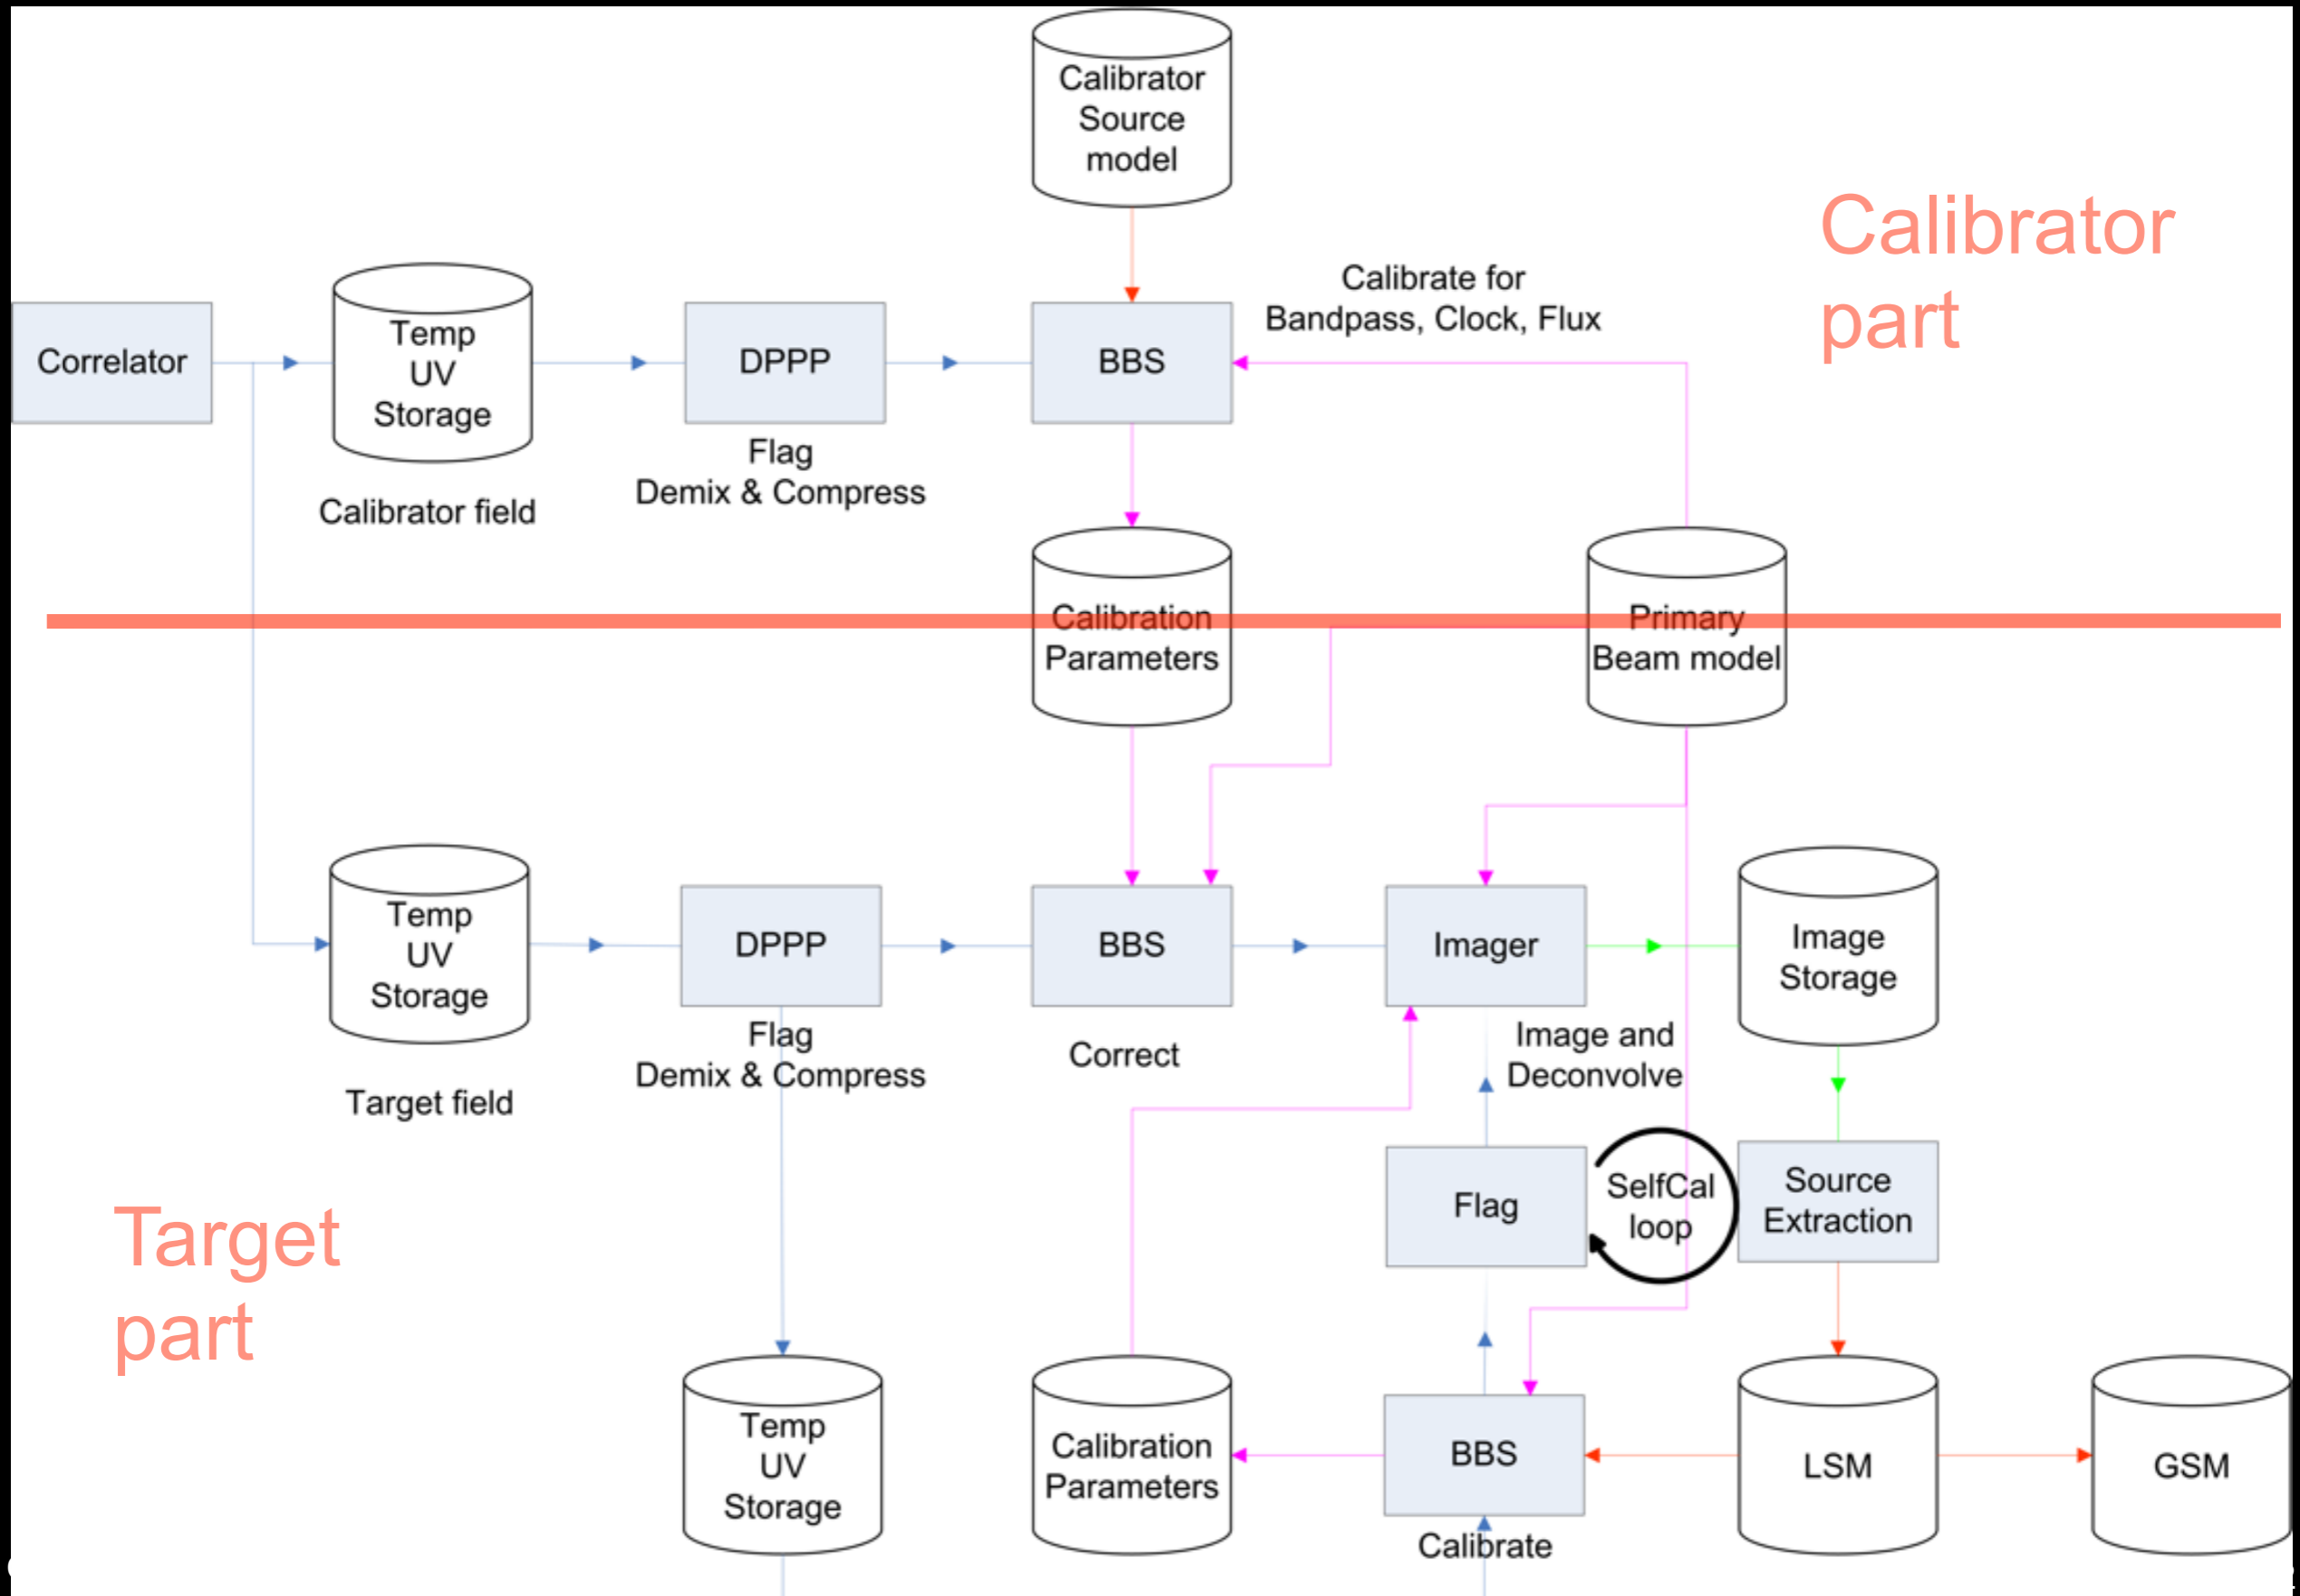 Calibrator
Source
model
Calibrator
part
Calibrate for
Bandpass, Clock, Flux
Correlator
Temp
UV
Storage
DPPP
BBS
Flag
Demix & Compress
Calibrator field
Calibration
Parameters
Primary
Beam model
Temp
UV
Storage
DPPP
BBS
Imager
Image
Storage
Flag
Demix & Compress
Correct
Image and
Deconvolve
Target field
Target
part
Flag
SelfCal
loop
Source
Extraction
Temp
UV
Storage
Calibration
Parameters
BBS
LSM
GSM
Calibrate